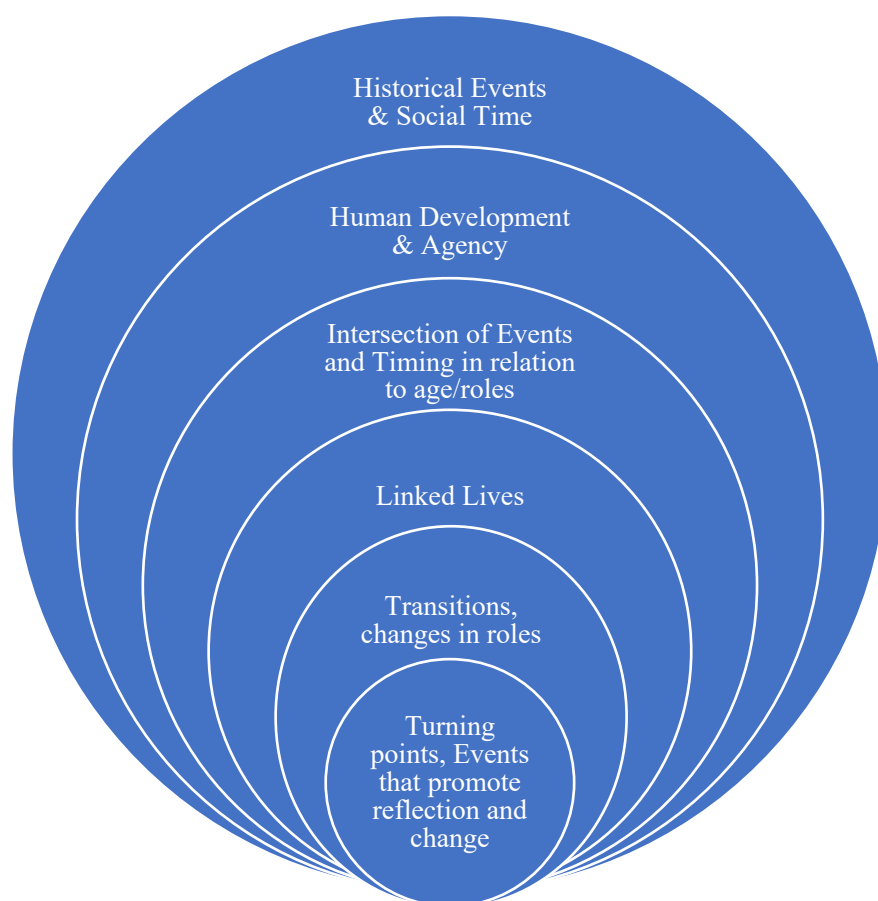 Historical Events
& Social Time
Human Development
& Agency
Intersection of Events
and Timing in relation
to age/roles
Linked Lives
Transitions,
changes in roles
Turning
points, Events
that promote
reflection and
change